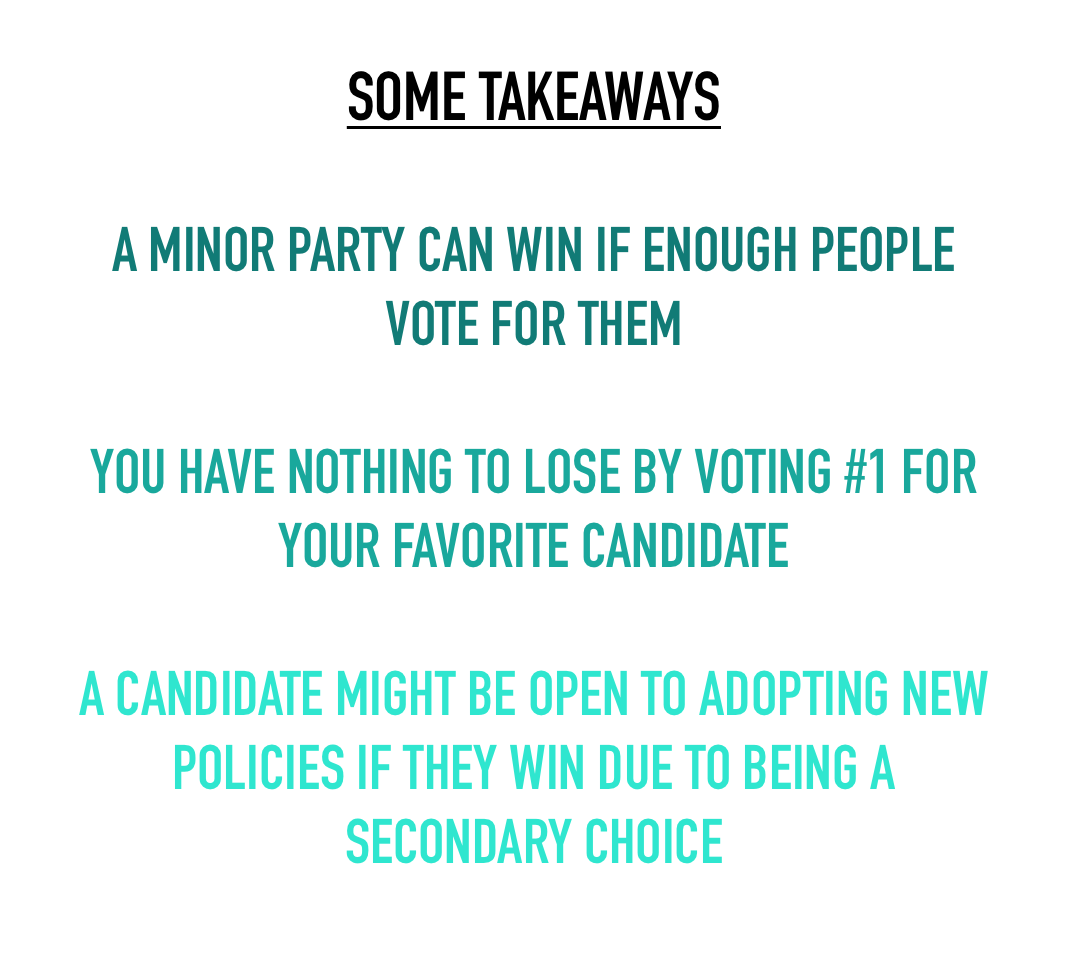 SOME TAKEAWAYS
A MINOR PARTY CAN WIN IF ENOUGH PEOPLE
VOTE FOR THEM
YOU HAVE NOTHING TO LOSE BY VOTING #1 FOR
YOUR FAVORITE CANDIDATE
A CANDIDATE MIGHT BE OPEN TO ADOPTING NEW
POLICIES IF THEY WIN DUE TO BEING A
SECONDARY CHOICE